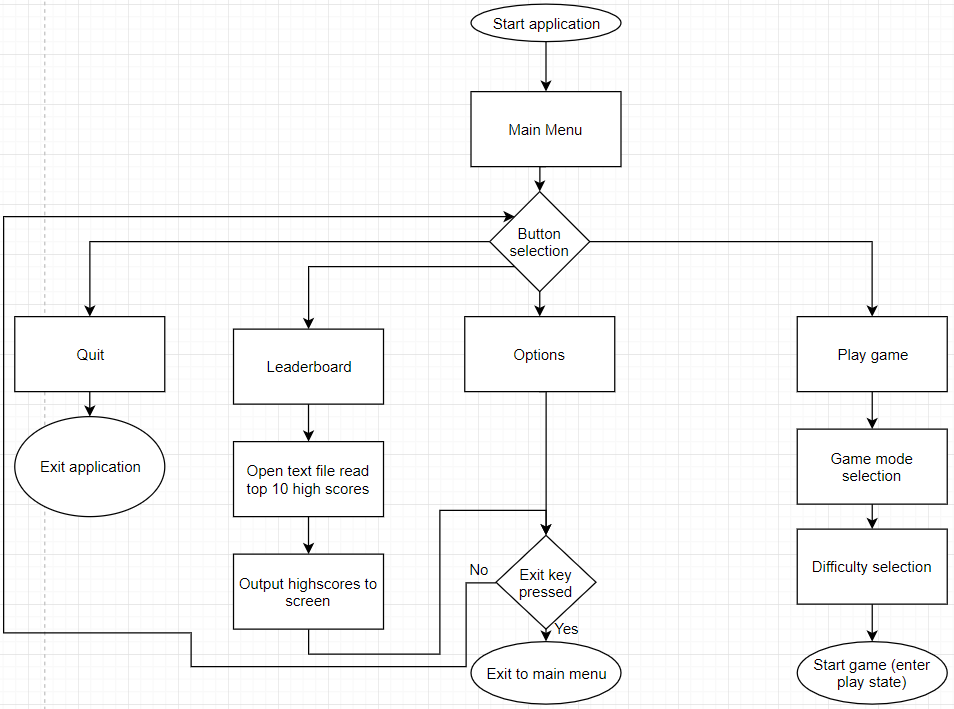 Start application
Main Menu
Button
selection
Quit
Leaderboard
Options
Play game
Exit application
Open text file read
top 10 high scores
Game mode
selection
Output highscores to
screen
No
Exit key
pressed
Yes
Difficulty selection
Exit to main menu
Start game (enter
play state)